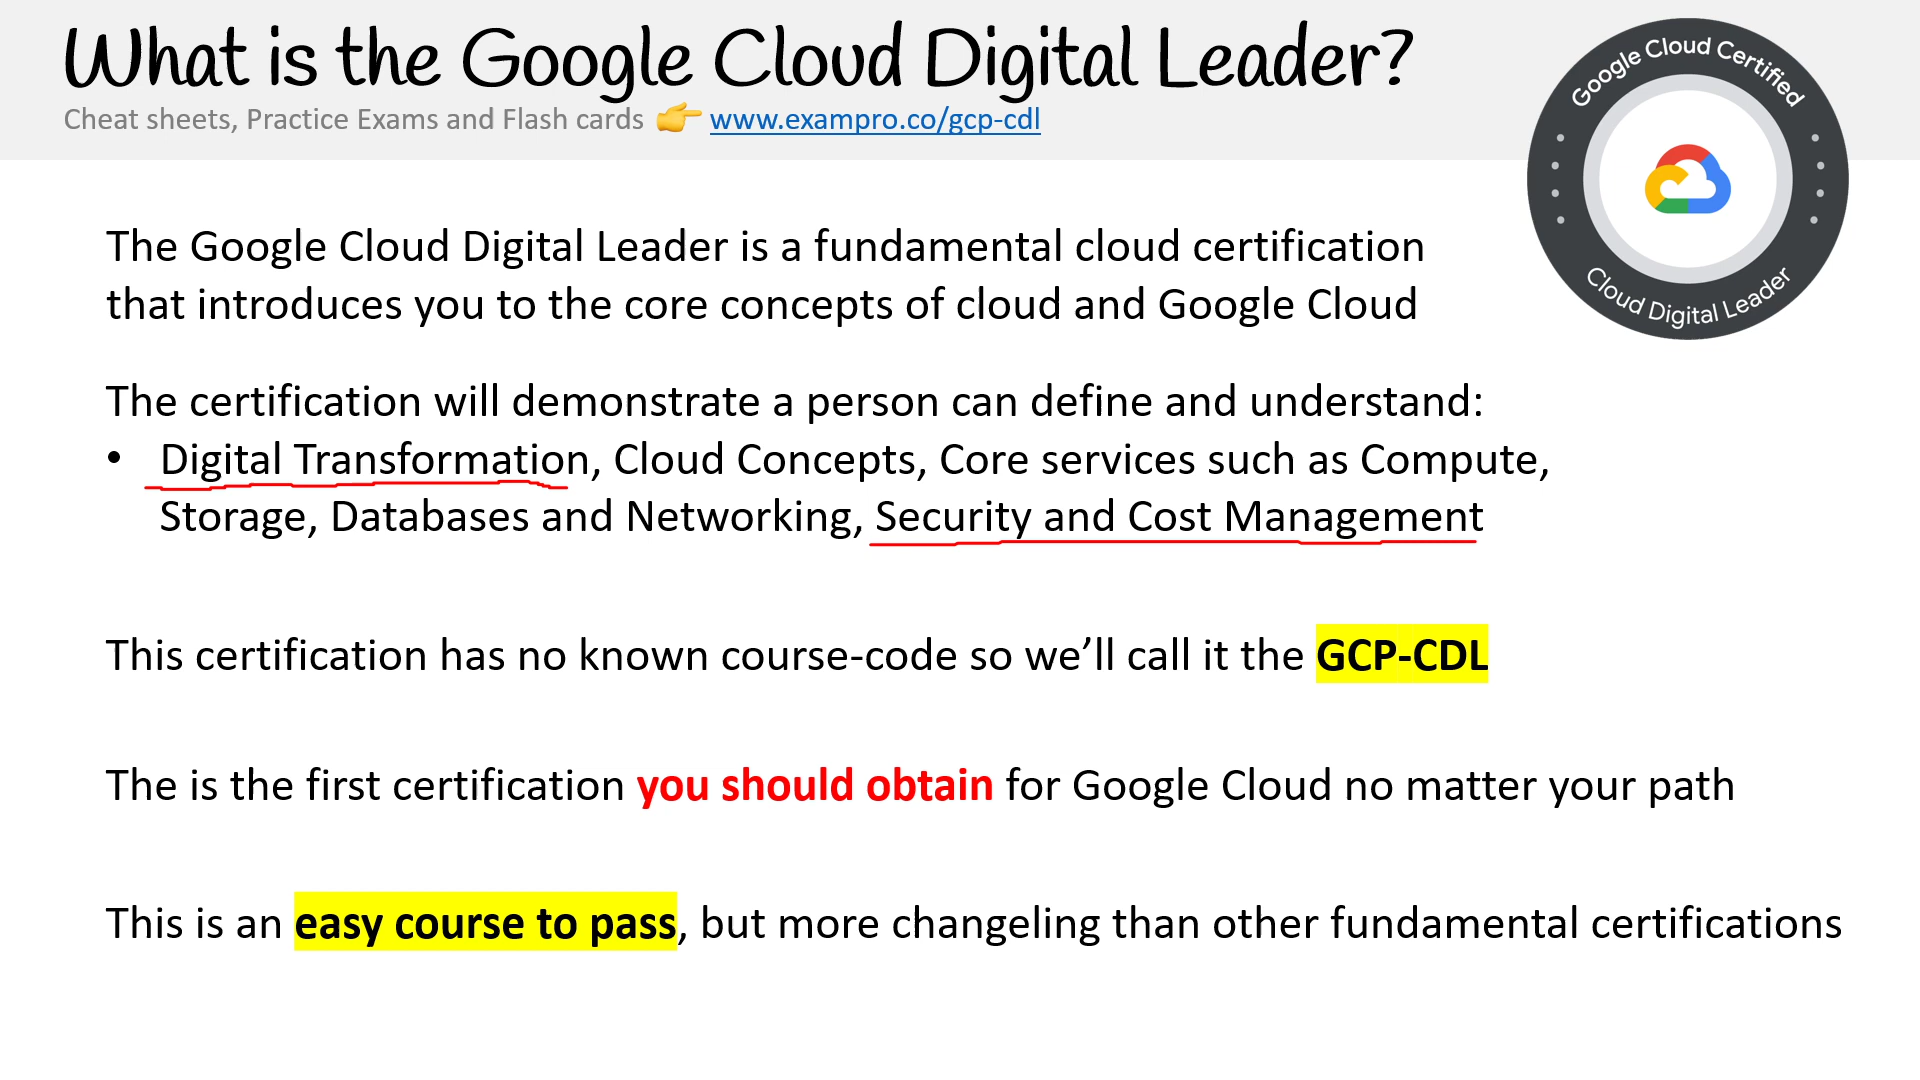 What is the Google Cloud Digital Leader?
Cheat sheets, Practice Exams and Flash cards 👉 www.exampro.co/gcp-cdl
Google Cloud Certified
Cloud Digital Leader
The Google Cloud Digital Leader is a fundamental cloud certification
that introduces you to the core concepts of cloud and Google Cloud
The certification will demonstrate a person can define and understand:
• Digital Transformation, Cloud Concepts, Core services such as Compute,
Storage, Databases and Networking, Security and Cost Management
This certification has no known course-code so we’ll call it the GCP-CDL
The is the first certification you should obtain for Google Cloud no matter your path
This is an easy course to pass, but more changeling than other fundamental certifications